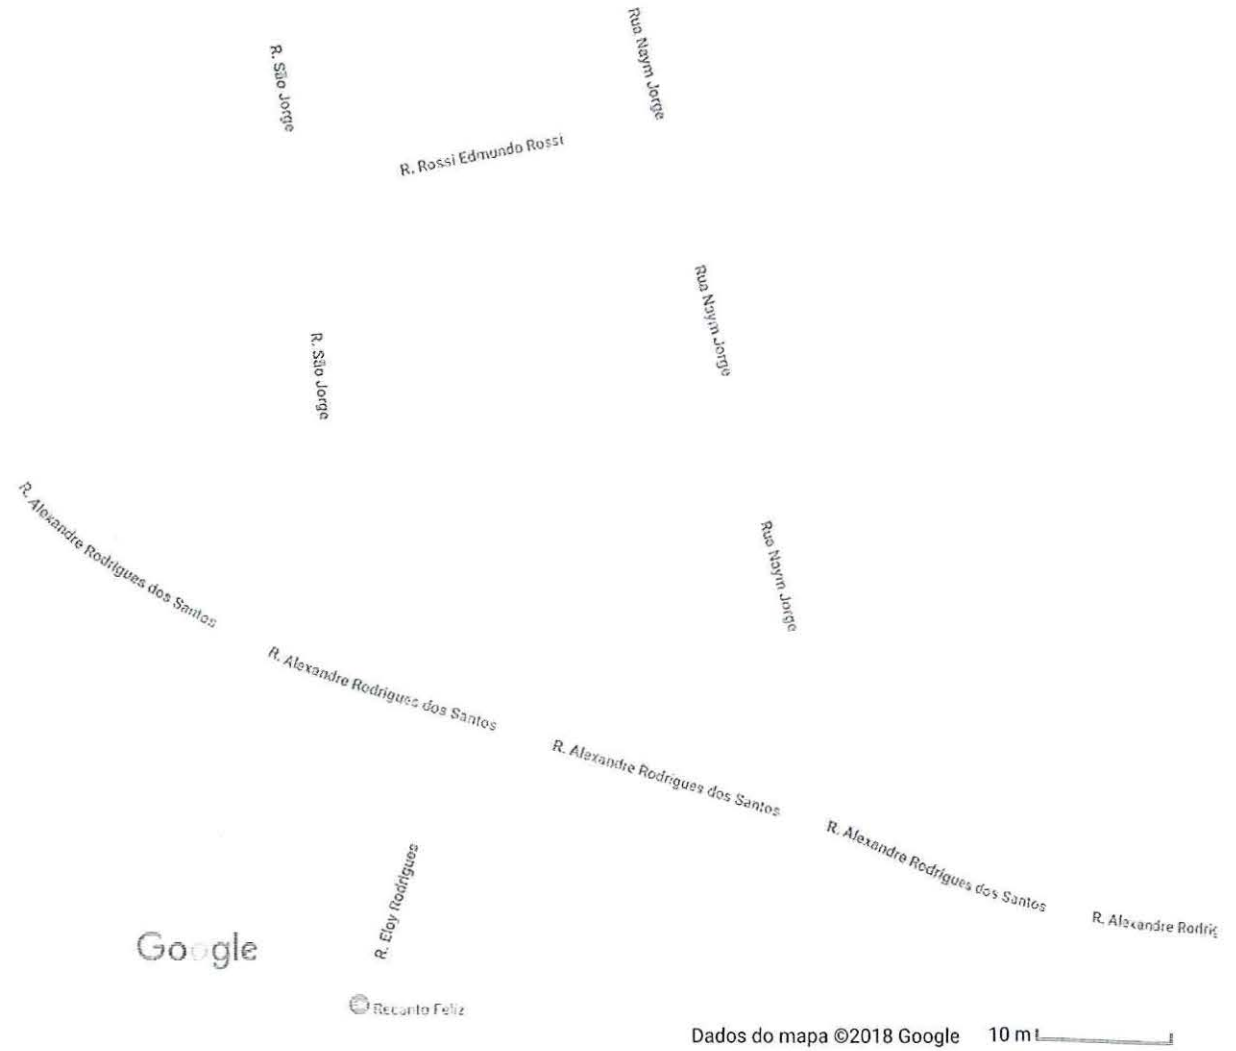 R. São Jorge
Rua Naym Jorge
R. Rossi Edmundo Rossi
Rua Naym Jorge
R. São Jorge
R. Alexandre Rodrigues dos Santos
Rua Naym Jorge
R. Alexandre Rodrigues dos Santos
R. Alexandre Rodrigues dos Santos
R. Alexandre Rodrigues dos Santos
R. Eloy Rodrigues
R. Alexandre Rodrig
Google
Recanto Feliz
Dados do mapa ©2018 Google 10 m